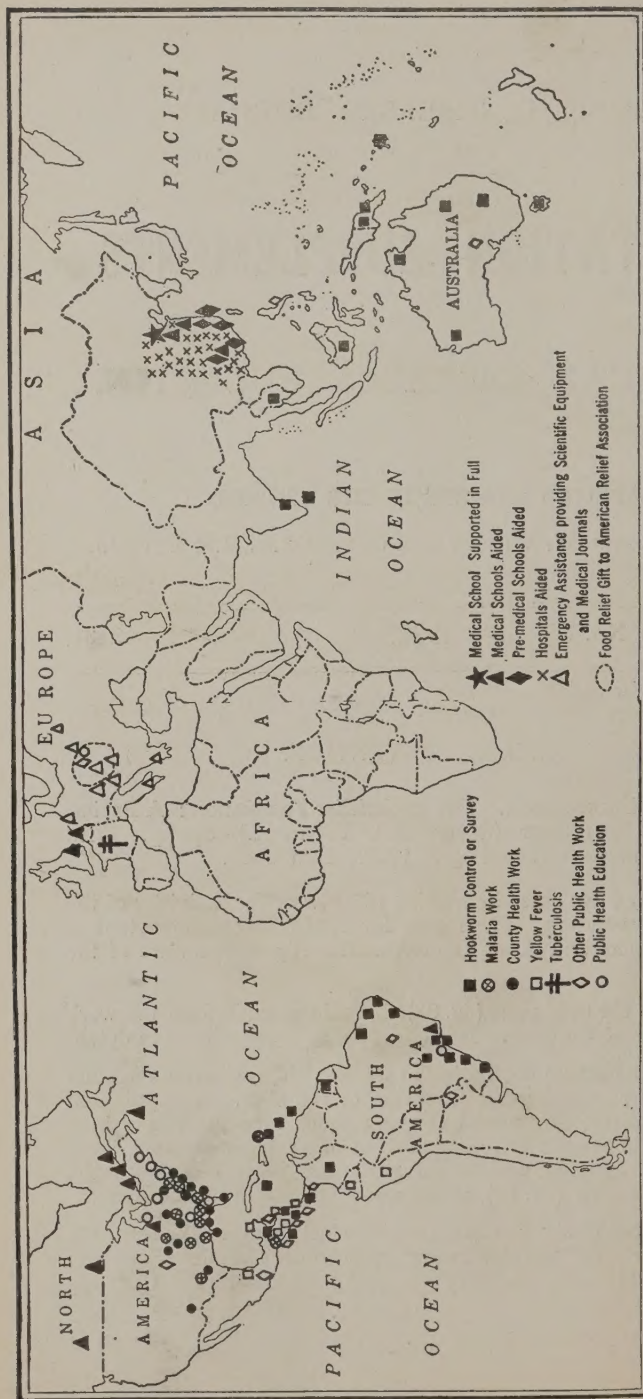 NORTH
AMERICA
ATLANTIC
OCEAN
PACIFIC
OCEAN
SOUTH
AMERICA
EUROPE
AFRICA
ASIA
INDIAN
OCEAN
PACIFIC
OCEAN
AUSTRALIA
Hookworm Control or Survey
Malaria Work
County Health Work
Yellow Fever
Tuberculosis
Other Public Health Work
Public Health Education
Medical School Supported in Full
Medical Schools Aided
Pre-medical Schools Aided
Hospitals Aided
Emergency Assistance providing Scientific Equipment
and Medical Journals
Food Relief Gift to American Relief Association